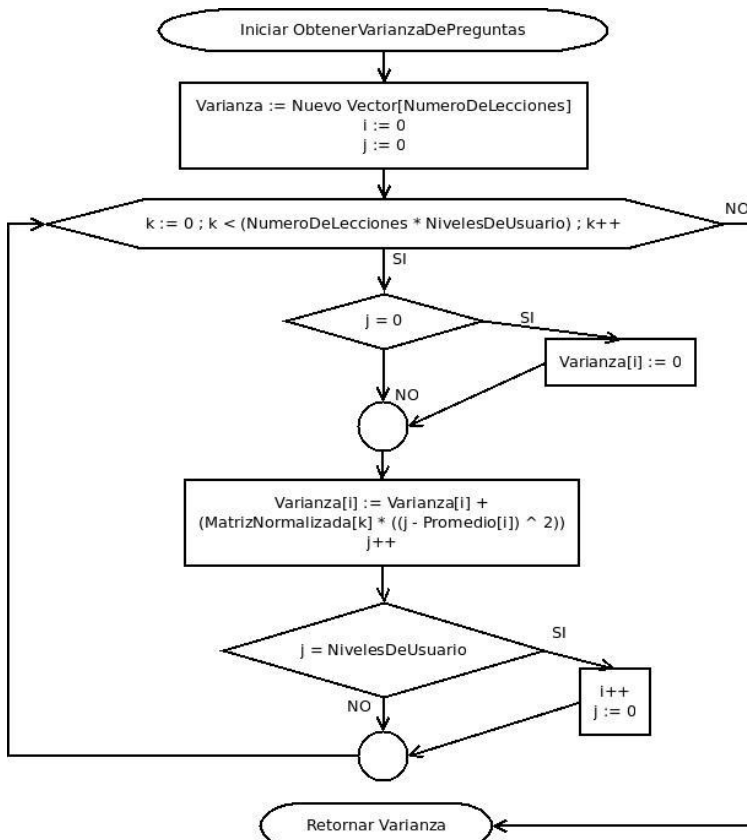 Iniciar ObtenerVarianzaDePreguntas
Varianza := Nuevo Vector[NumeroDeLecciones]
i := 0
j := 0
k := 0 ; k < (NumeroDeLecciones * NivelesDeUsuario) ; k++
NO
SI
j = 0
SI
Varianza[i] := 0
NO
Varianza[i] := Varianza[i] +
(MatrizNormalizada[k] * ((j - Promedio[i]) ^ 2))
j++
j = NivelesDeUsuario
SI
i++
j := 0
NO
Retornar Varianza